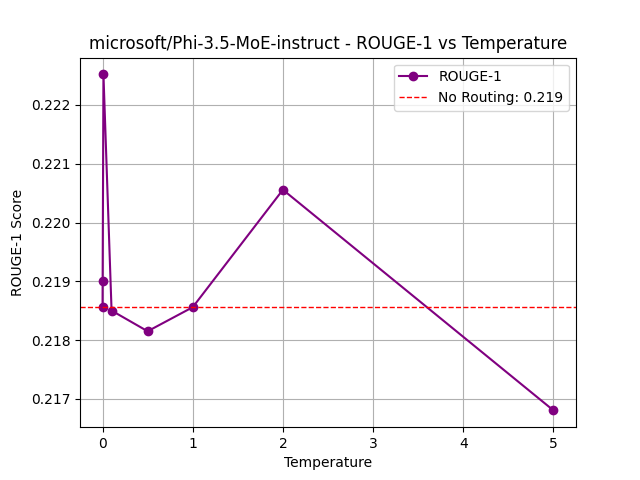 microsoft/Phi-3.5-MoE-instruct - ROUGE-1 vs Temperature
ROUGE-1
No Routing: 0.219
0.222
0.221
0.220
0.219
0.218
0.217
ROUGE-1 Score
0 1 2 3 4 5
Temperature